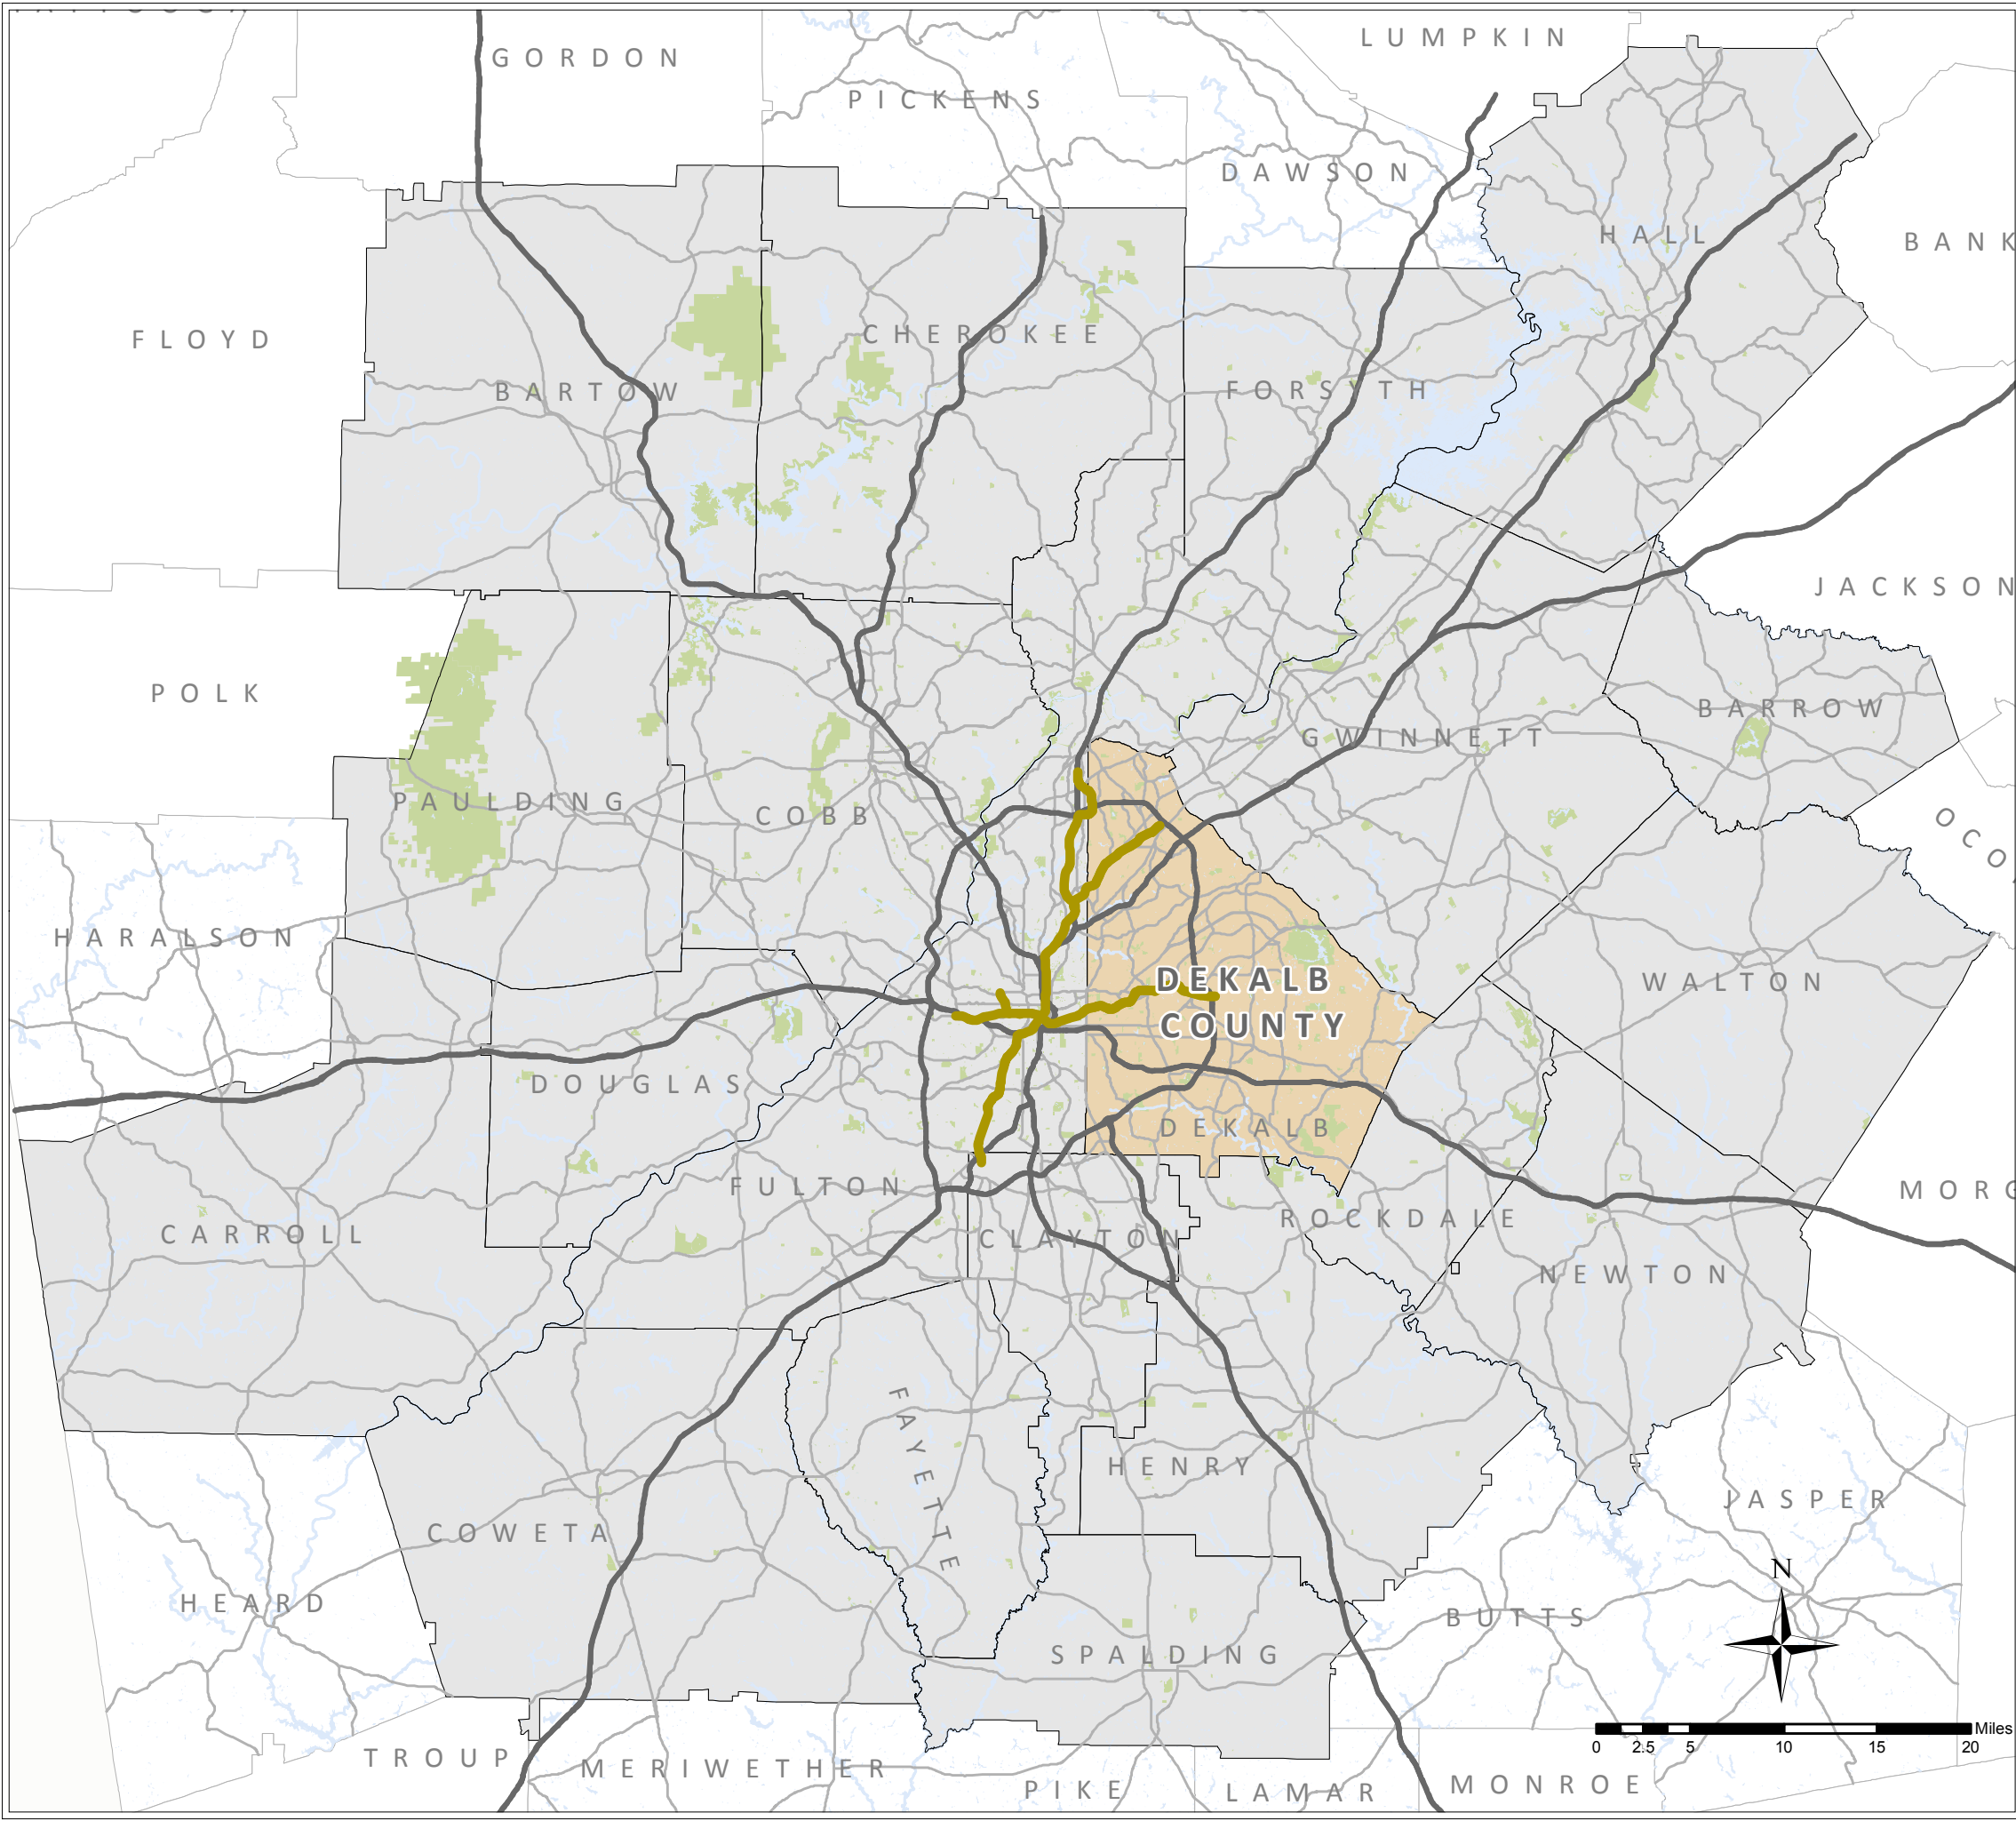 GORDON
LUMPKIN
PICKENS
DAWSON
HALL
BANK
FLOYD
CHEROKEE
BARTOW
FORSYTH
JACKSON
POLK
BARROW
GWINNETT
PAULDING
COBB
OCO
HARALSON
DEKALB
COUNTY
WALTON
DOUGLAS
DEKALB
FULTON
MORG
CARROLL
ROCKDALE
CLAYTON
NEWTON
FAYETTE
HENRY
JASPER
COWETA
N
HEARD
BUTTS
SPALDING
Miles
0 2.5 5 10 15 20
TROUP
MERIWETHER
PIKE
LAMAR
MONROE